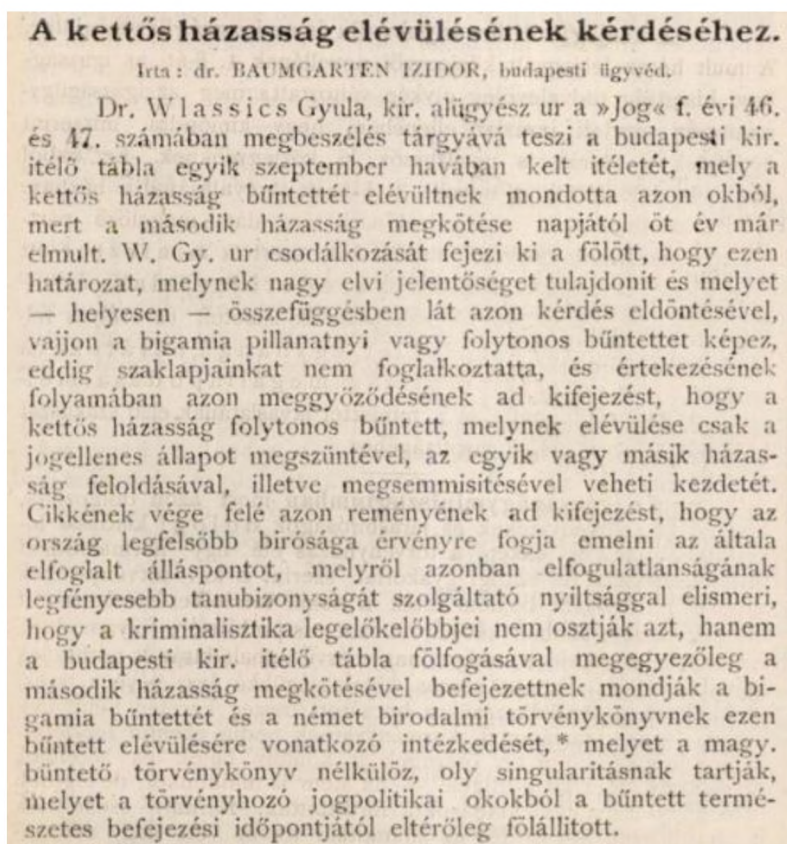 A kettős házasság elévülésének kérdéséhez.
Irta: dr. BAUMGARTEN IZIDOR, budapesti ügyvéd.
Dr. Wlassics Gyula, kir. alügyész ur a »Jog« f. évi 46.
és 47. számában megbeszélés tárgyává teszi a budapesti kir.
itélő tábla egyik szeptember havában kelt itéletét, mely a
kettős házasság bűntettét elévültnek mondotta azon okból,
mert a második házasság megkötése napjától öt év már
elmult. W. Gy. ur csodálkozását fejezi ki a fölött, hogy ezen
határozat, melynek nagy elvi jelentőséget tulajdonit és melyet
— helyesen — összefüggésben lát azon kérdés eldöntésével,
vajjon a bigamia pillanatnyi vagy folytonos bűntettet képez,
eddig szaklapjainkat nem foglalkoztatta, és értekezésének
folyamában azon meggyőződésének ad kifejezést, hogy a
kettős házasság folytonos bűntett, melynek elévülése csak a
jogellenes állapot megszüntével, az egyik vagy másik házas-
ság feloldásával, illetve megsemmisitésével veheti kezdetét.
Cikkének vége felé azon reményének ad kifejezést, hogy az
ország legfelsőbb birósága érvényre fogja emelni az általa
elfoglalt álláspontot, melyről azonban elfogulatlanságának
legfényesebb tanubizonyságát szolgáltató nyiltsággal elismeri,
hogy a kriminalisztika legelőkelőbbjei nem osztják azt, hanem
a budapesti kir. itélő tábla fölfogásával megegyezőleg a
második házasság megkötésével befejezettnek mondják a bi-
gamia bűntettét és a német birodalmi törvénykönyvnek ezen
bűntett elévülésére vonatkozó intézkedését,* melyet a magy.
büntető törvénykönyv nélkülöz, oly singularitásnak tartják,
melyet a törvényhozó jogpolitikai okokból a bűntett termé-
szetes befejezési időpontjától eltérőleg fölállitott.